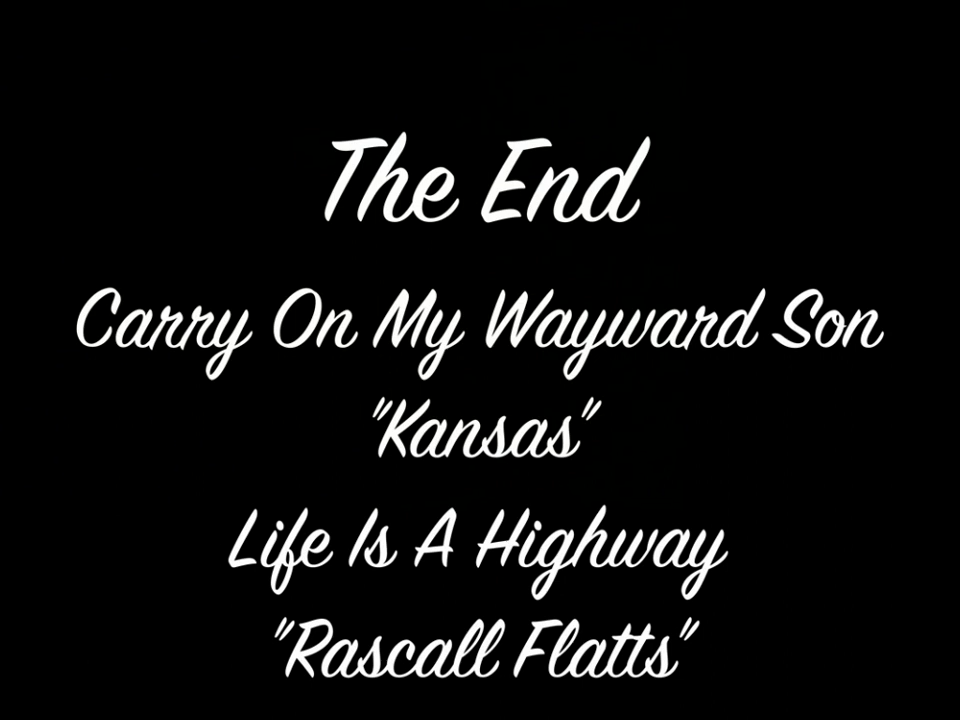 The End
Carry On My Wayward Son
"Kansas"
Life Is A Highway
"Rascall Flatts"